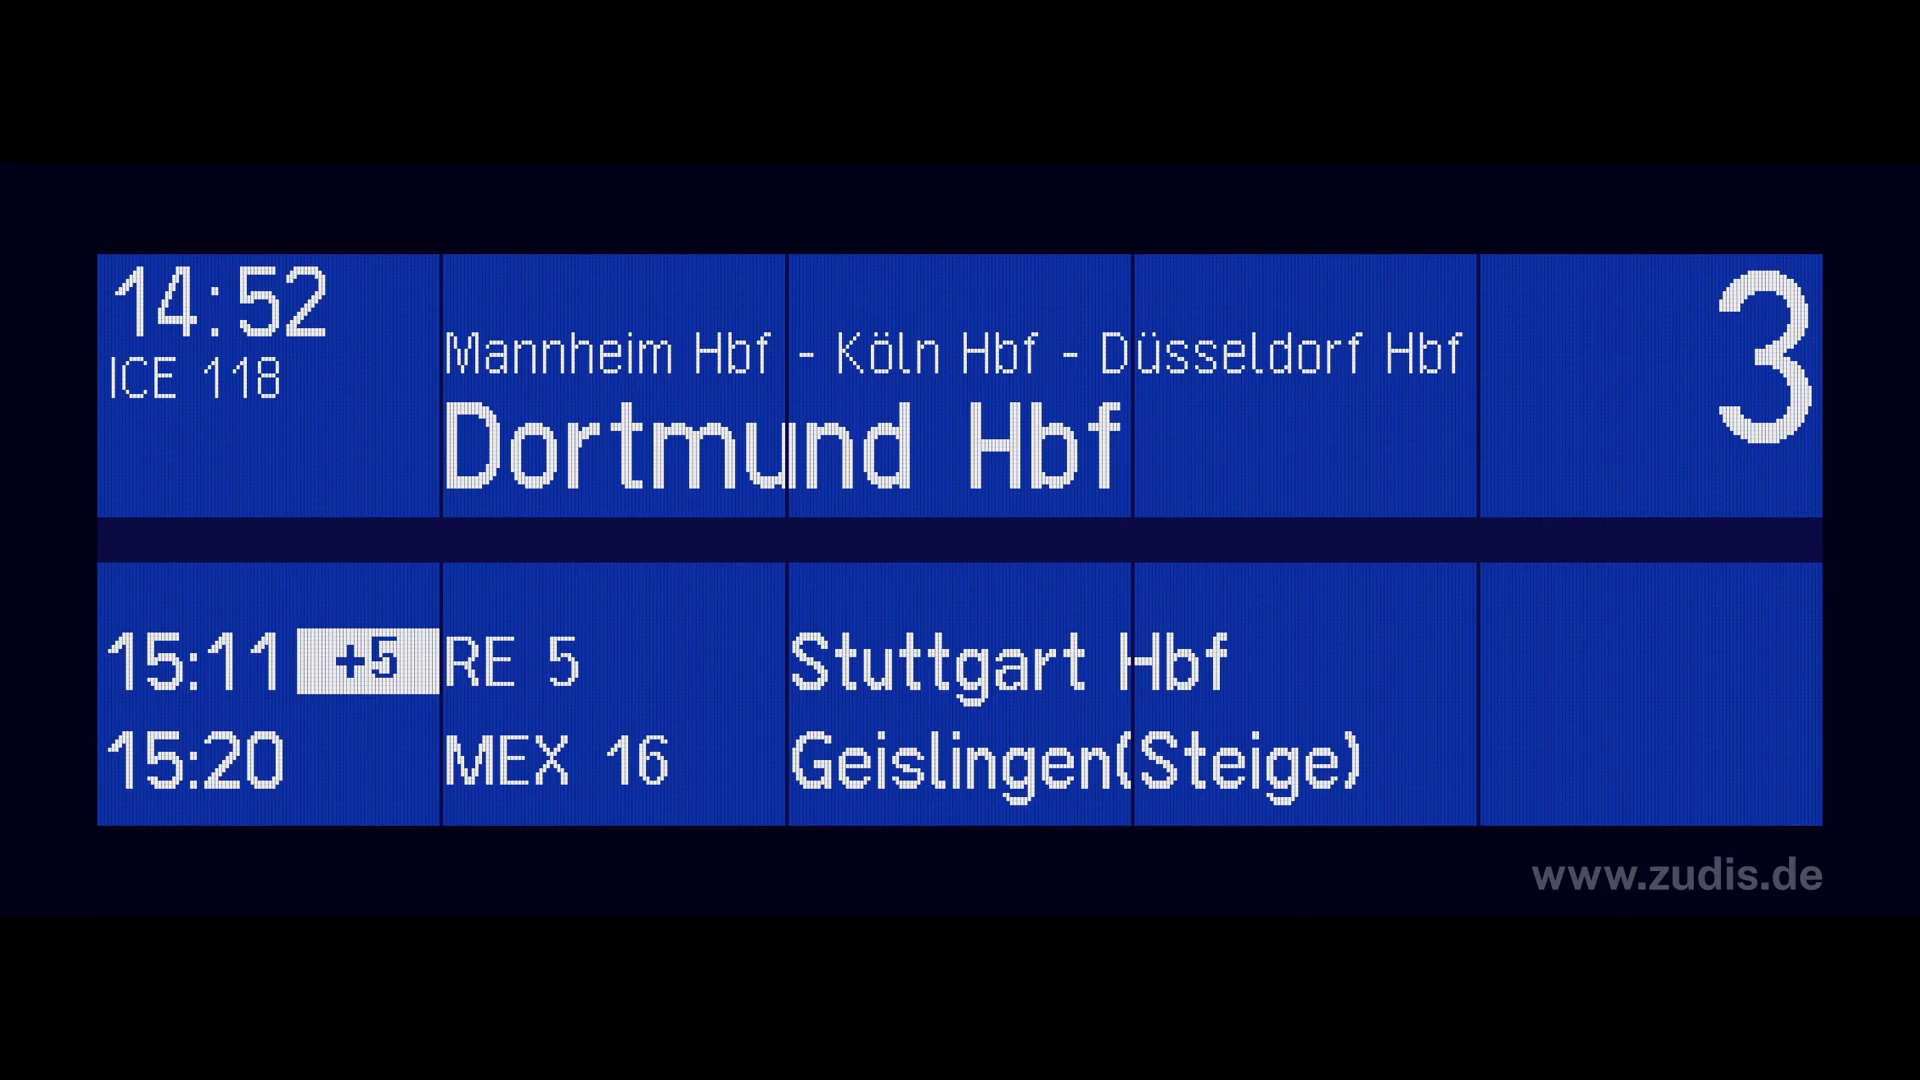 14:52
ICE 118
Mannheim Hbf - Köln Hbf - Düsseldorf Hbf
Dortmund Hbf
3
15:11 +5 RE 5 Stuttgart Hbf
15:20 MEX 16 Geislingen(Steige)
www.zudis.de